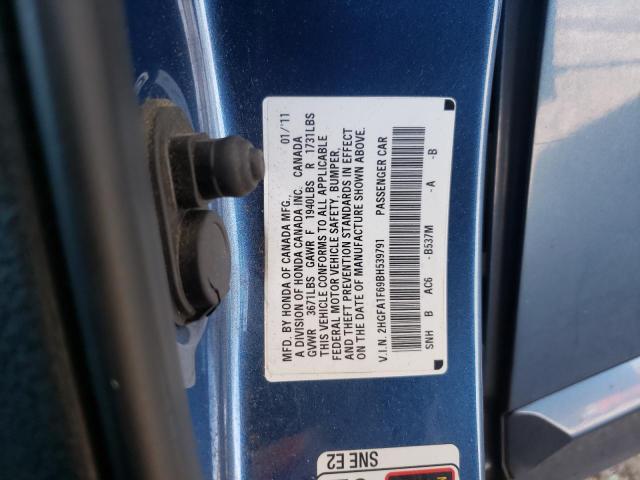 MFD. BY HONDA OF CANADA MFG., 01/'11
A DIVISION OF HONDA CANADA INC. CANADA
GVWR 3671LBS GAWR F 1940LBS R 1731LBS
THIS VEHICLE CONFORMS TO ALL APPLICABLE
FEDERAL MOTOR VEHICLE SAFETY, BUMPER,
AND THEFT PREVENTION STANDARDS IN EFFECT
ON THE DATE OF MANUFACTURE SHOWN ABOVE.
V.I.N. 2HGFA1F69BH539791 PASSENGER CAR
SNH B AC6 -B537M -A -B
SNE E2